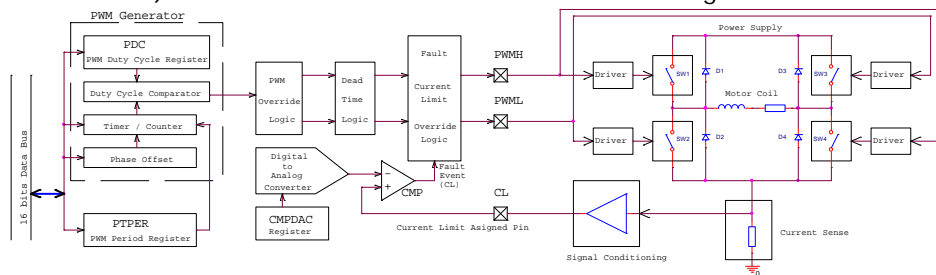 PWM Generator
PDC
PWM Duty Cycle Register
Duty Cycle Comparator
Timer / Counter
Phase Offset
PTPER
PWM Period Register
16 bits Data Bus
PWM
Override
Logic
Dead
Time
Logic
Fault
Current
Limit
Override
Logic
Digital
to
Analog
Converter
CMPDAC
Register
CMP
Fault
Event
(CL)
PWMH
PWML
CL
Current Limit Asigned Pin
Signal Conditioning
Driver
Driver
Driver
Driver
SW1
SW2
SW3
SW4
Power Supply
D1
D2
D3
D4
Motor Coil
Current Sense
0